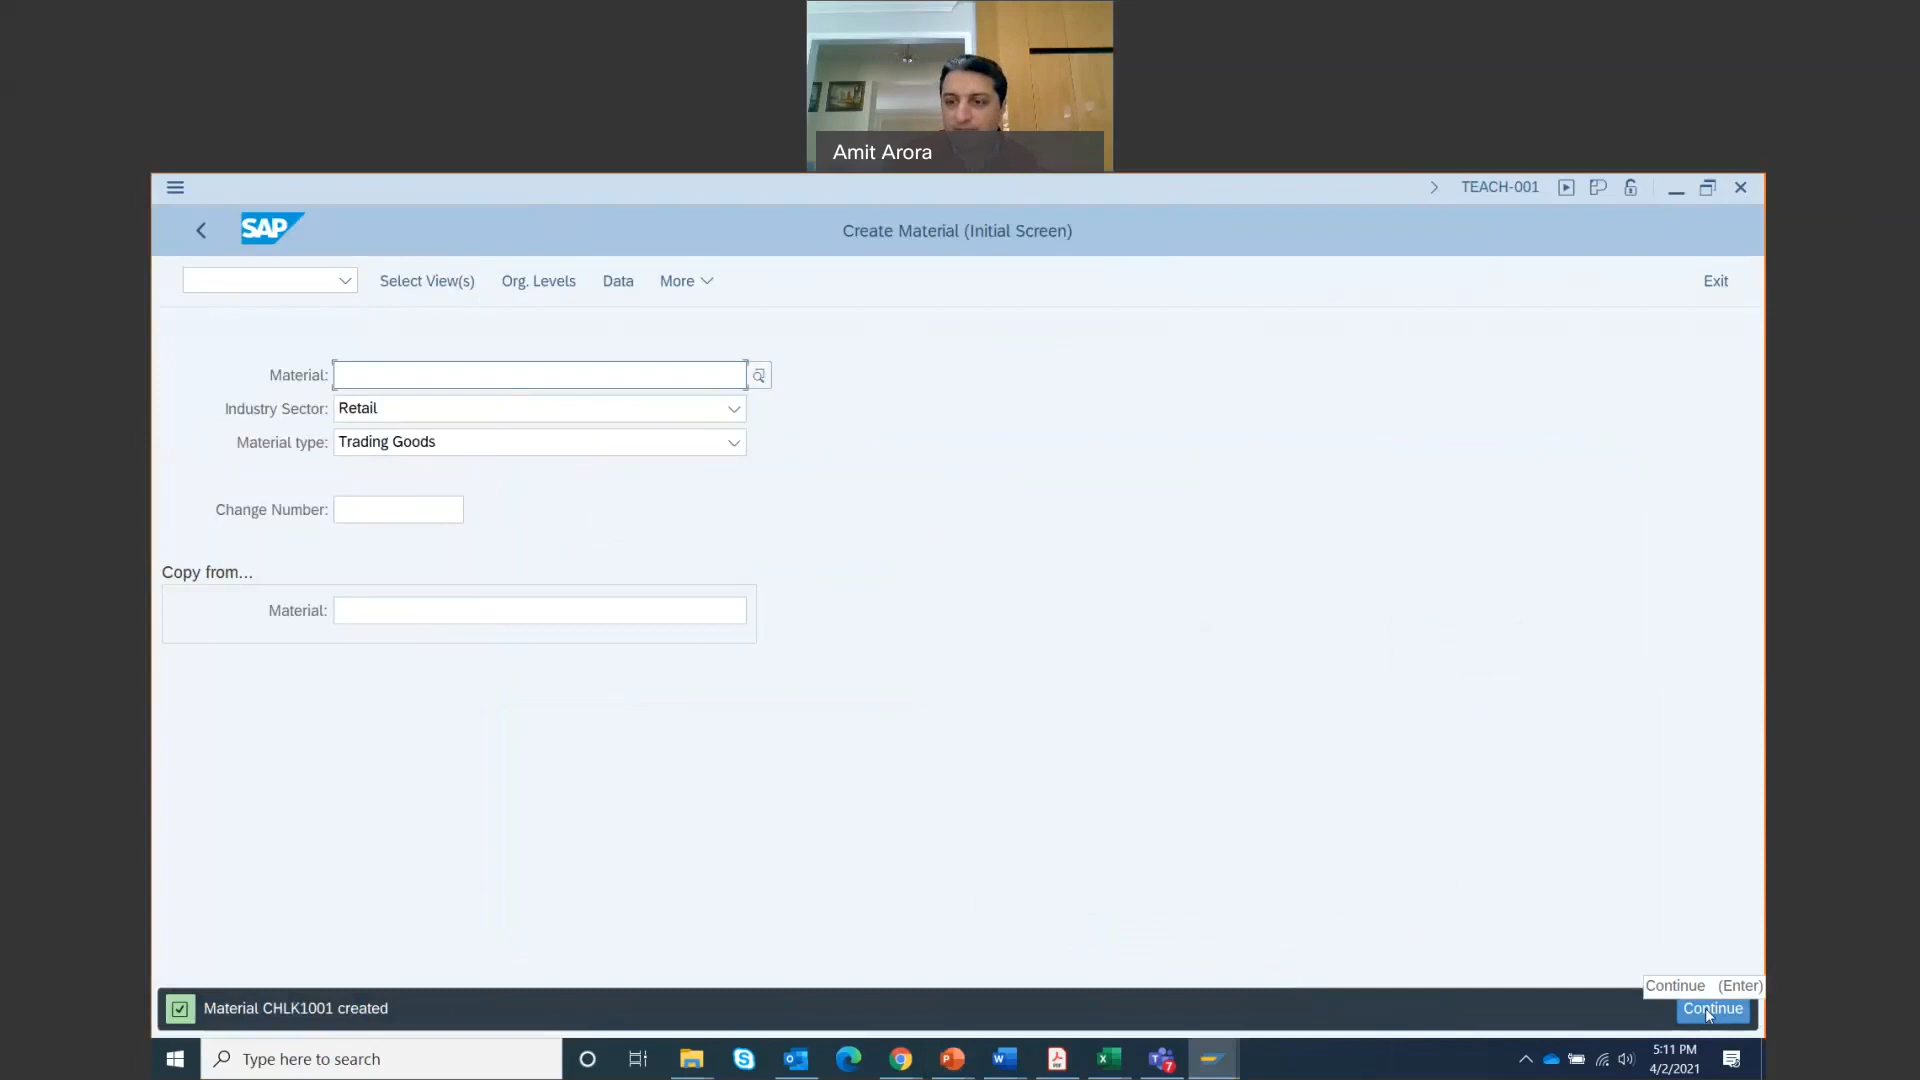 Amit Arora
TEACH-001
SAP
Create Material (Initial Screen)
Select View(s) Org. Levels Data More Exit
Material:
Industry Sector: Retail
Material type: Trading Goods
Change Number:
Copy from...
Material:
Continue (Enter)
Material CHLK1001 created
Continue
Type here to search
7
5:11 PM
4/2/2021